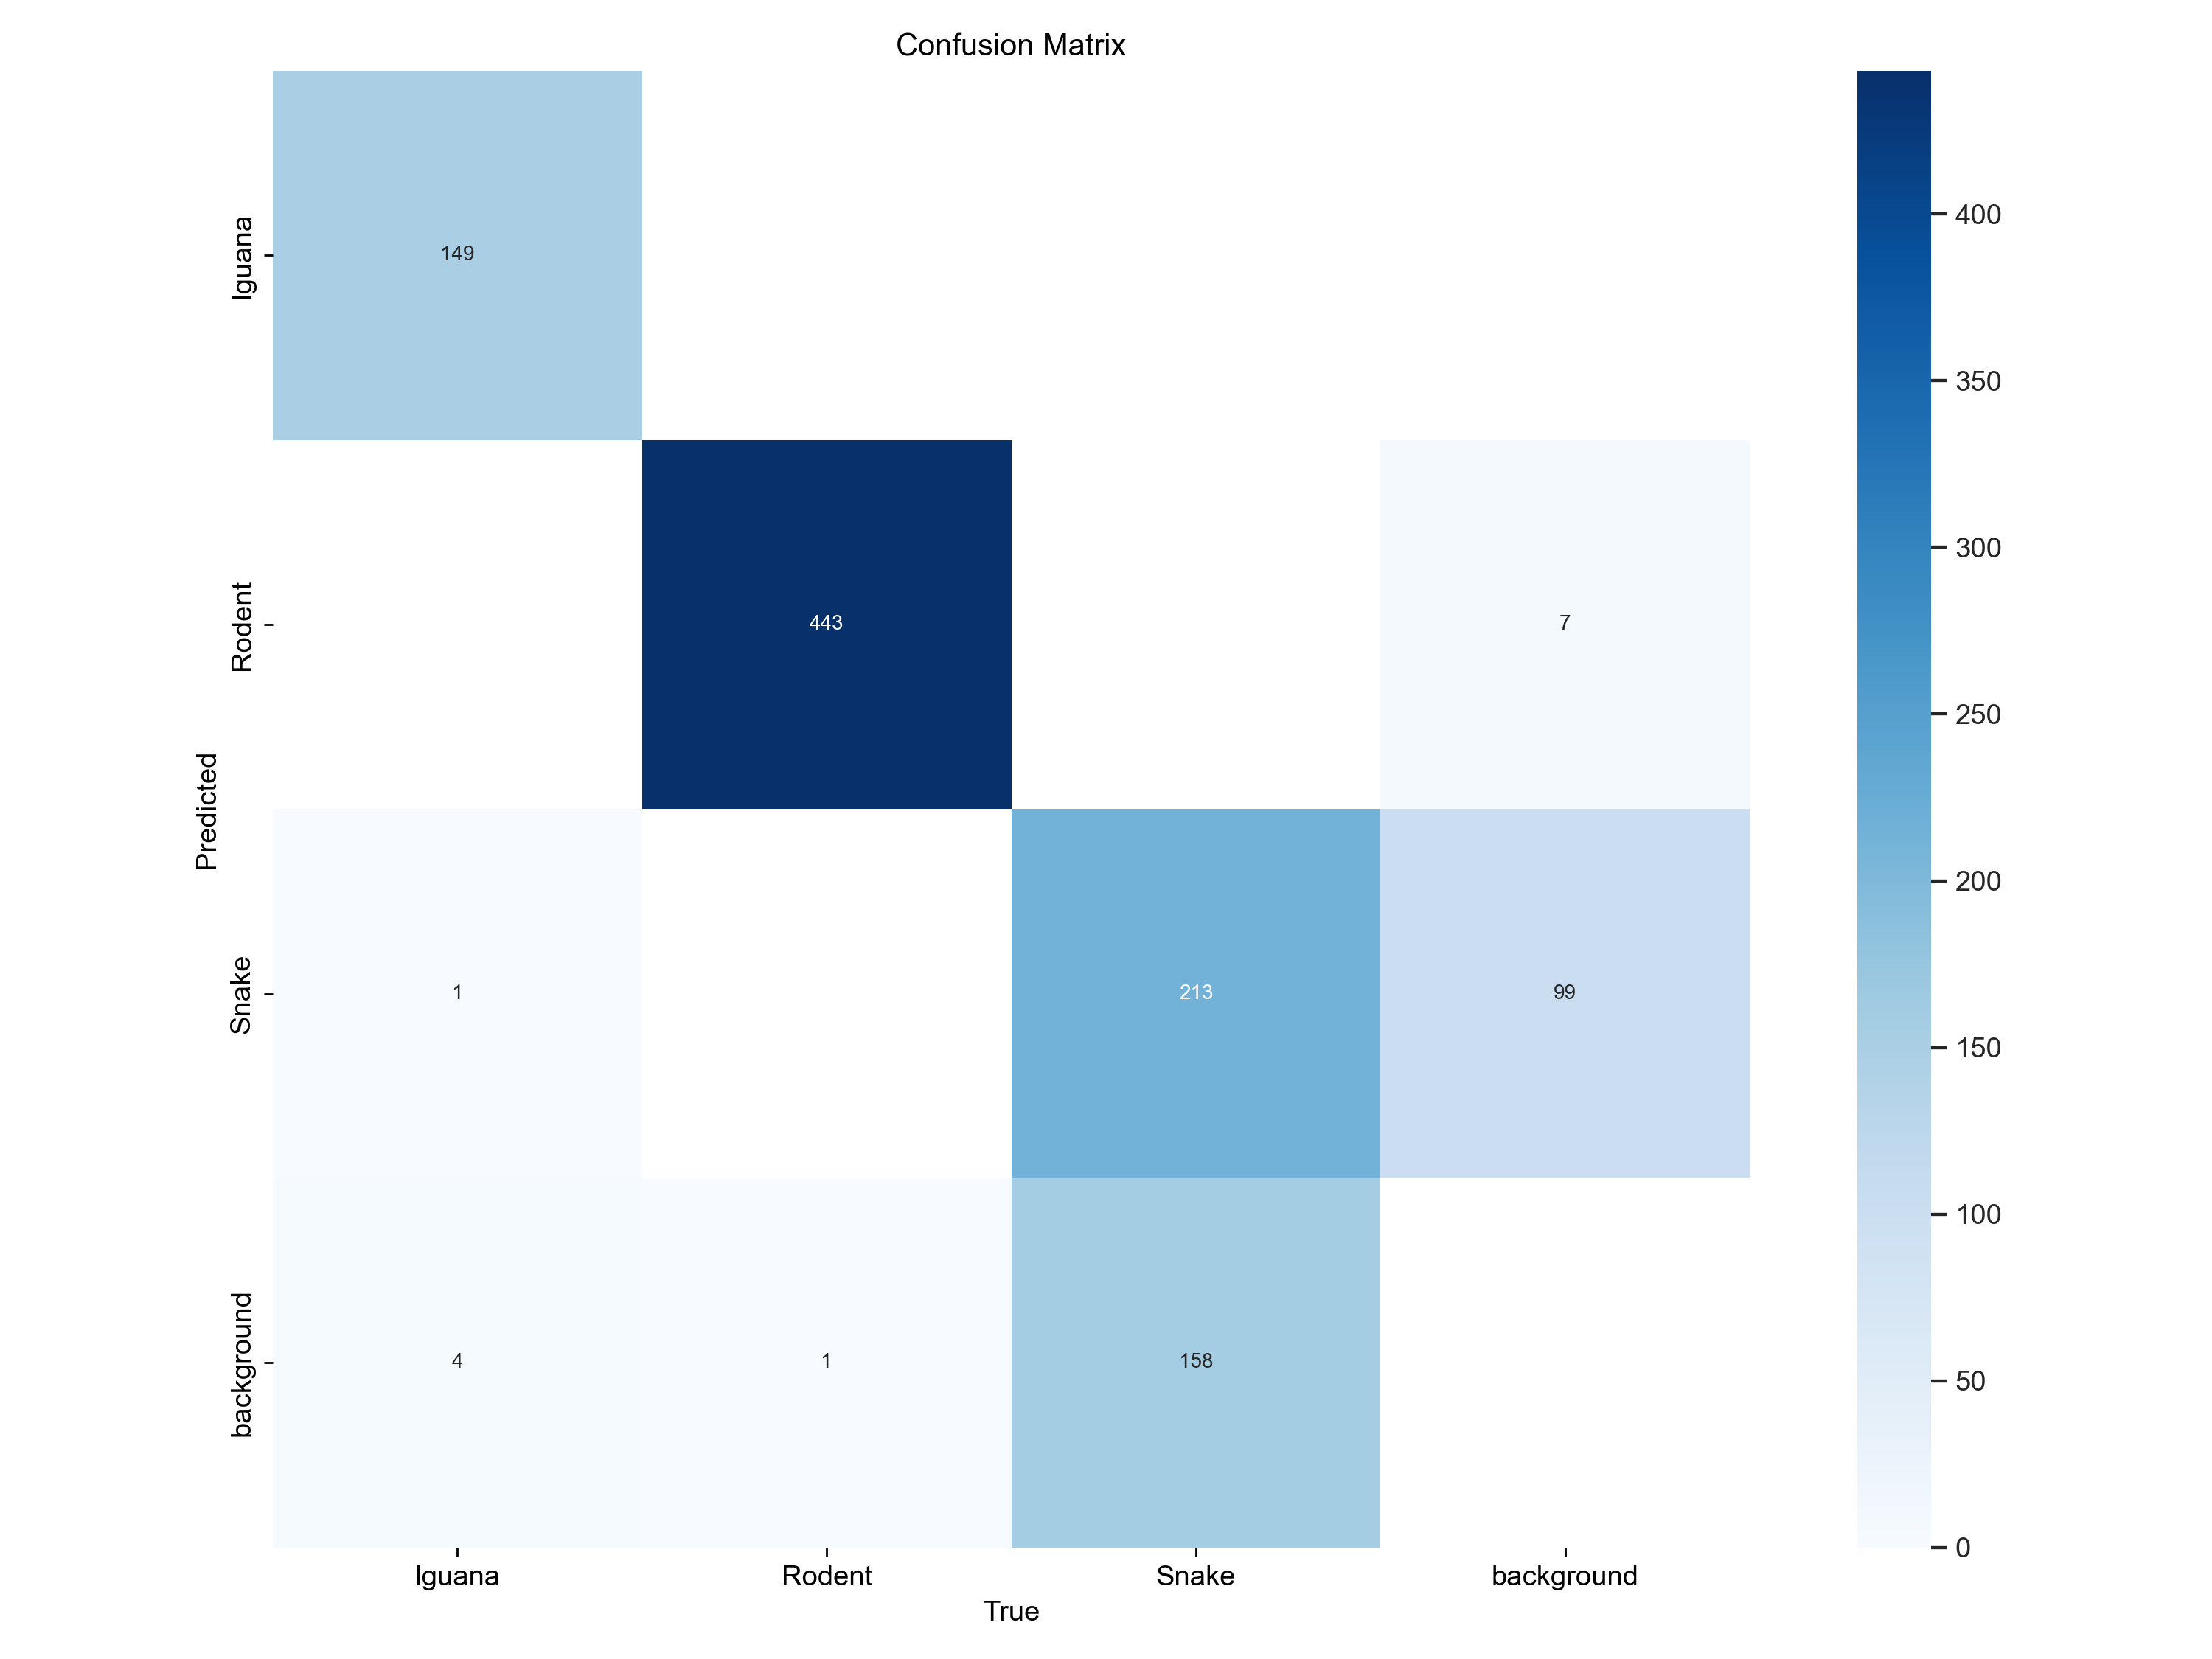 Confusion Matrix
Predicted
Iguana
149
Rodent
443
7
Snake
1
213
99
background
4
1
158
Iguana
Rodent
Snake
background
True
400
350
300
250
200
150
100
50
0